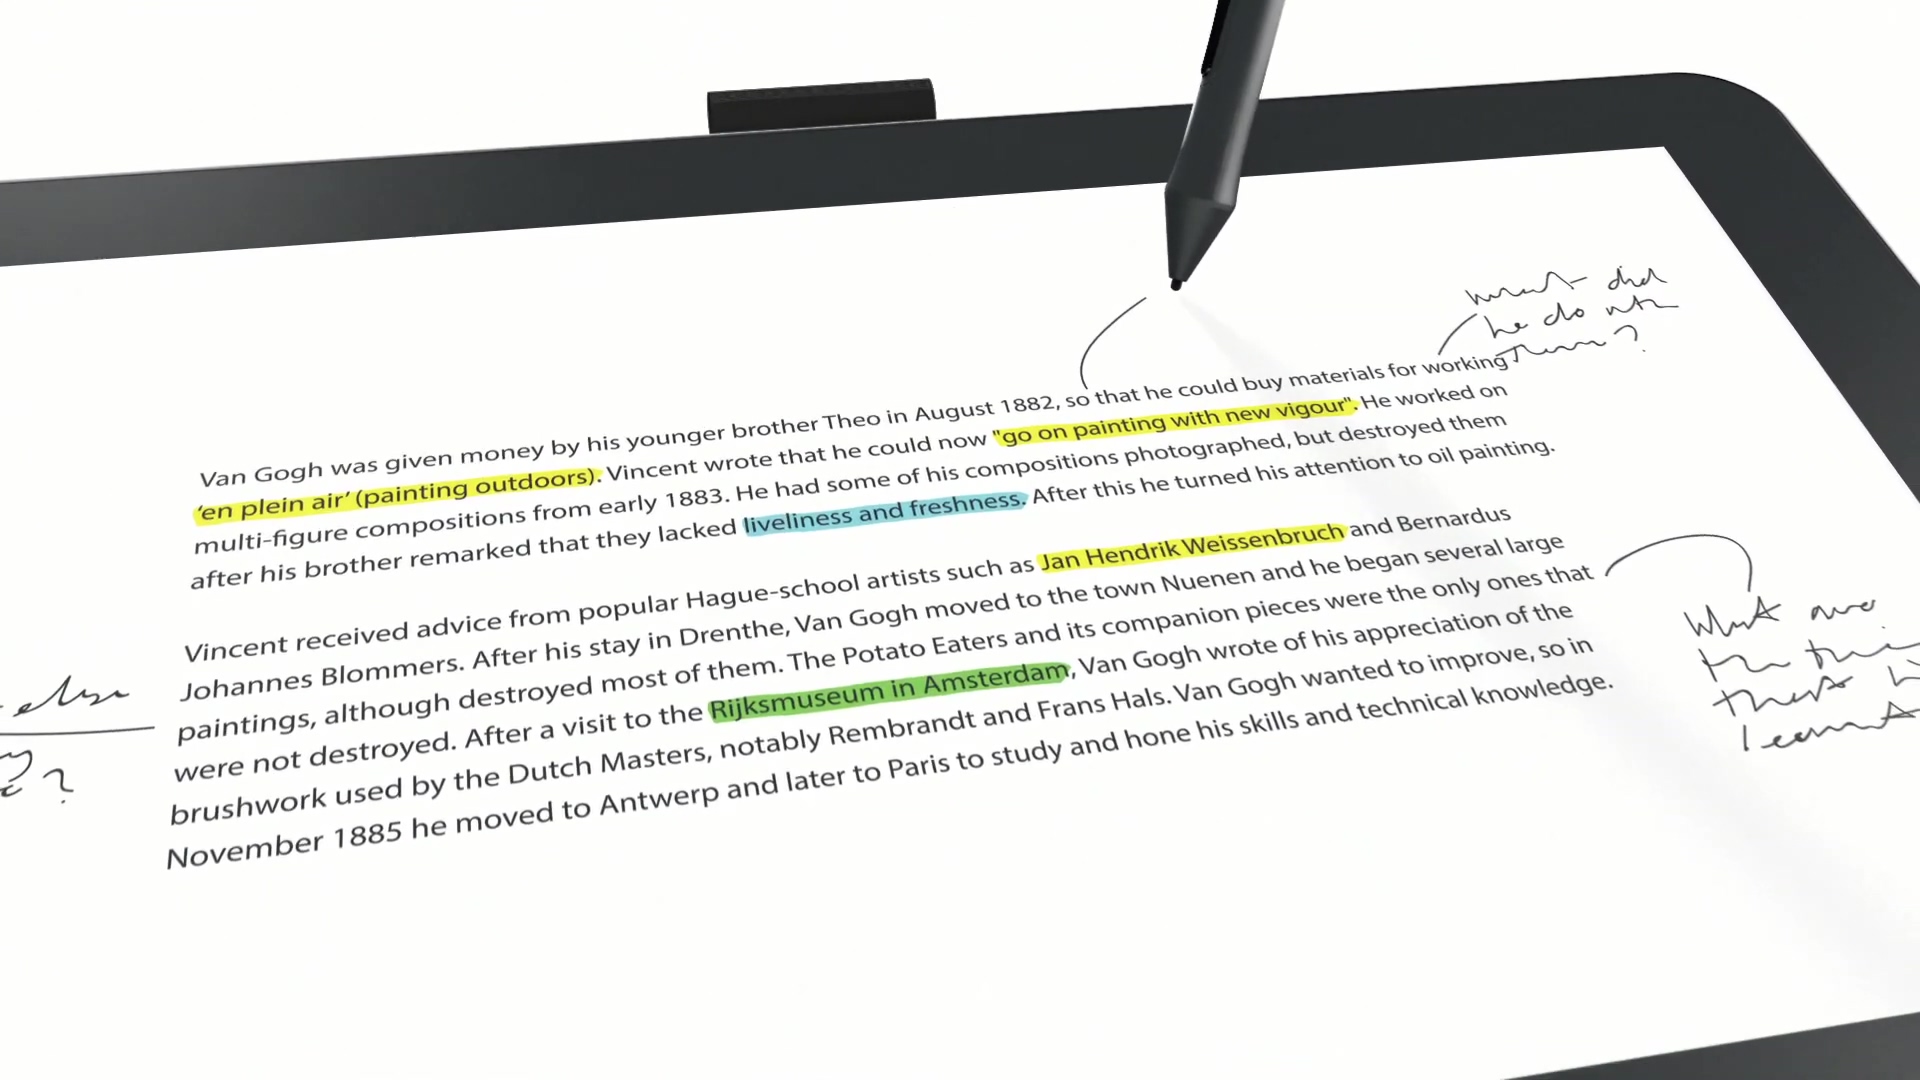 what did
he do with
them?
Van Gogh was given money by his younger brother Theo in August 1882, so that he could buy materials for working
'en plein air' (painting outdoors). Vincent wrote that he could now "go on painting with new vigour". He worked on
multi-figure compositions from early 1883. He had some of his compositions photographed, but destroyed them
after his brother remarked that they lacked liveliness and freshness. After this he turned his attention to oil painting.
Vincent received advice from popular Hague-school artists such as Jan Hendrik Weissenbruch and Bernardus
Johannes Blommers. After his stay in Drenthe, Van Gogh moved to the town Nuenen and he began several large
paintings, although destroyed most of them. The Potato Eaters and its companion pieces were the only ones that
were not destroyed. After a visit to the Rijksmuseum in Amsterdam, Van Gogh wrote of his appreciation of the
brushwork used by the Dutch Masters, notably Rembrandt and Frans Hals. Van Gogh wanted to improve, so in
November 1885 he moved to Antwerp and later to Paris to study and hone his skills and technical knowledge.
What are
the
that
learnt
else
?